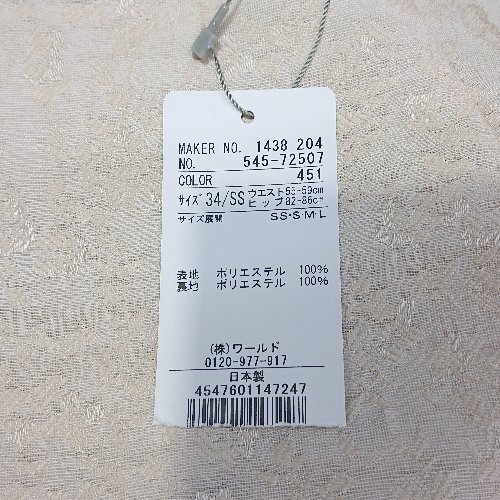 MAKER NO. 1438 204
NO. 545-72507
COLOR 451
サイズ 34/SS ウエスト55-59cm
ヒップ82-86cm
サイズ展開 SS・S・M・L
表地 ポリエステル 100%
裏地 ポリエステル 100%
(株)ワールド
0120-977-917
日本製
4547601147247